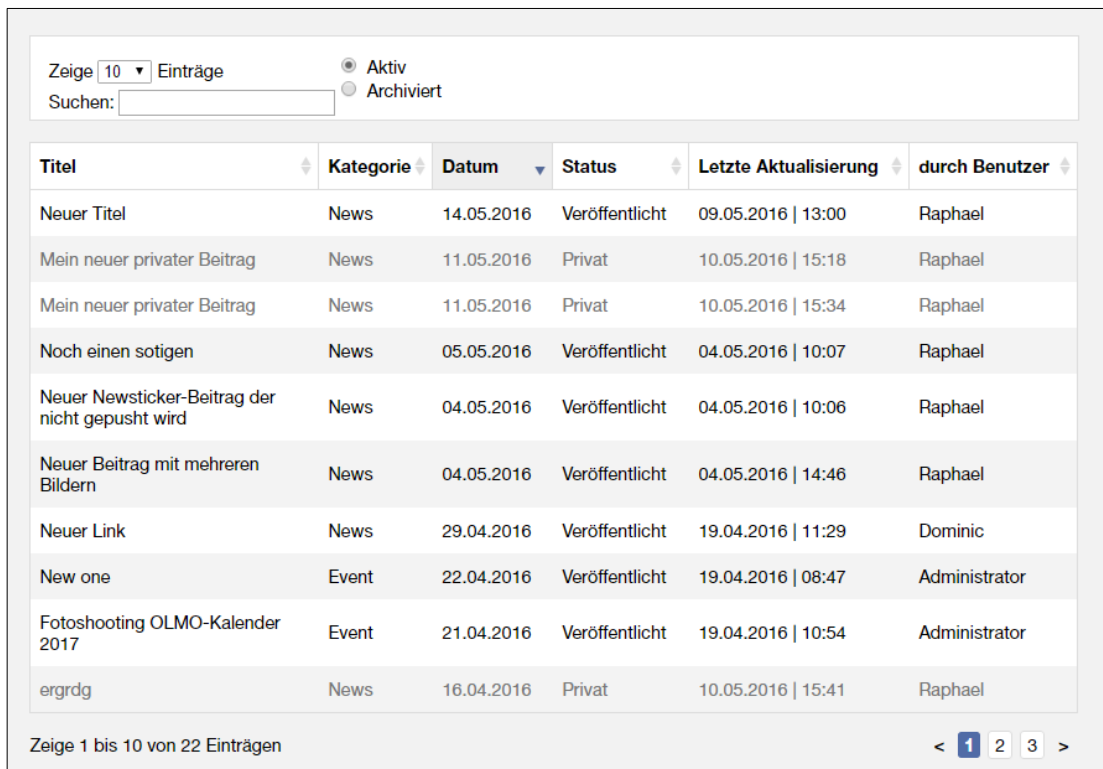 Zeige 10 Einträge
Aktiv
Archiviert
Suchen:
Titel Kategorie Datum Status Letzte Aktualisierung durch Benutzer
Neuer Titel News 14.05.2016 Veröffentlicht 09.05.2016 | 13:00 Raphael
Mein neuer privater Beitrag News 11.05.2016 Privat 10.05.2016 | 15:18 Raphael
Mein neuer privater Beitrag News 11.05.2016 Privat 10.05.2016 | 15:34 Raphael
Noch einen sotigen News 05.05.2016 Veröffentlicht 04.05.2016 | 10:07 Raphael
Neuer Newsticker-Beitrag der
nicht gepusht wird News 04.05.2016 Veröffentlicht 04.05.2016 | 10:06 Raphael
Neuer Beitrag mit mehreren
Bildern News 04.05.2016 Veröffentlicht 04.05.2016 | 14:46 Raphael
Neuer Link News 29.04.2016 Veröffentlicht 19.04.2016 | 11:29 Dominic
New one Event 22.04.2016 Veröffentlicht 19.04.2016 | 08:47 Administrator
Fotoshooting OLMO-Kalender
2017 Event 21.04.2016 Veröffentlicht 19.04.2016 | 10:54 Administrator
ergrdg News 16.04.2016 Privat 10.05.2016 | 15:41 Raphael
Zeige 1 bis 10 von 22 Einträgen < 1 2 3 >